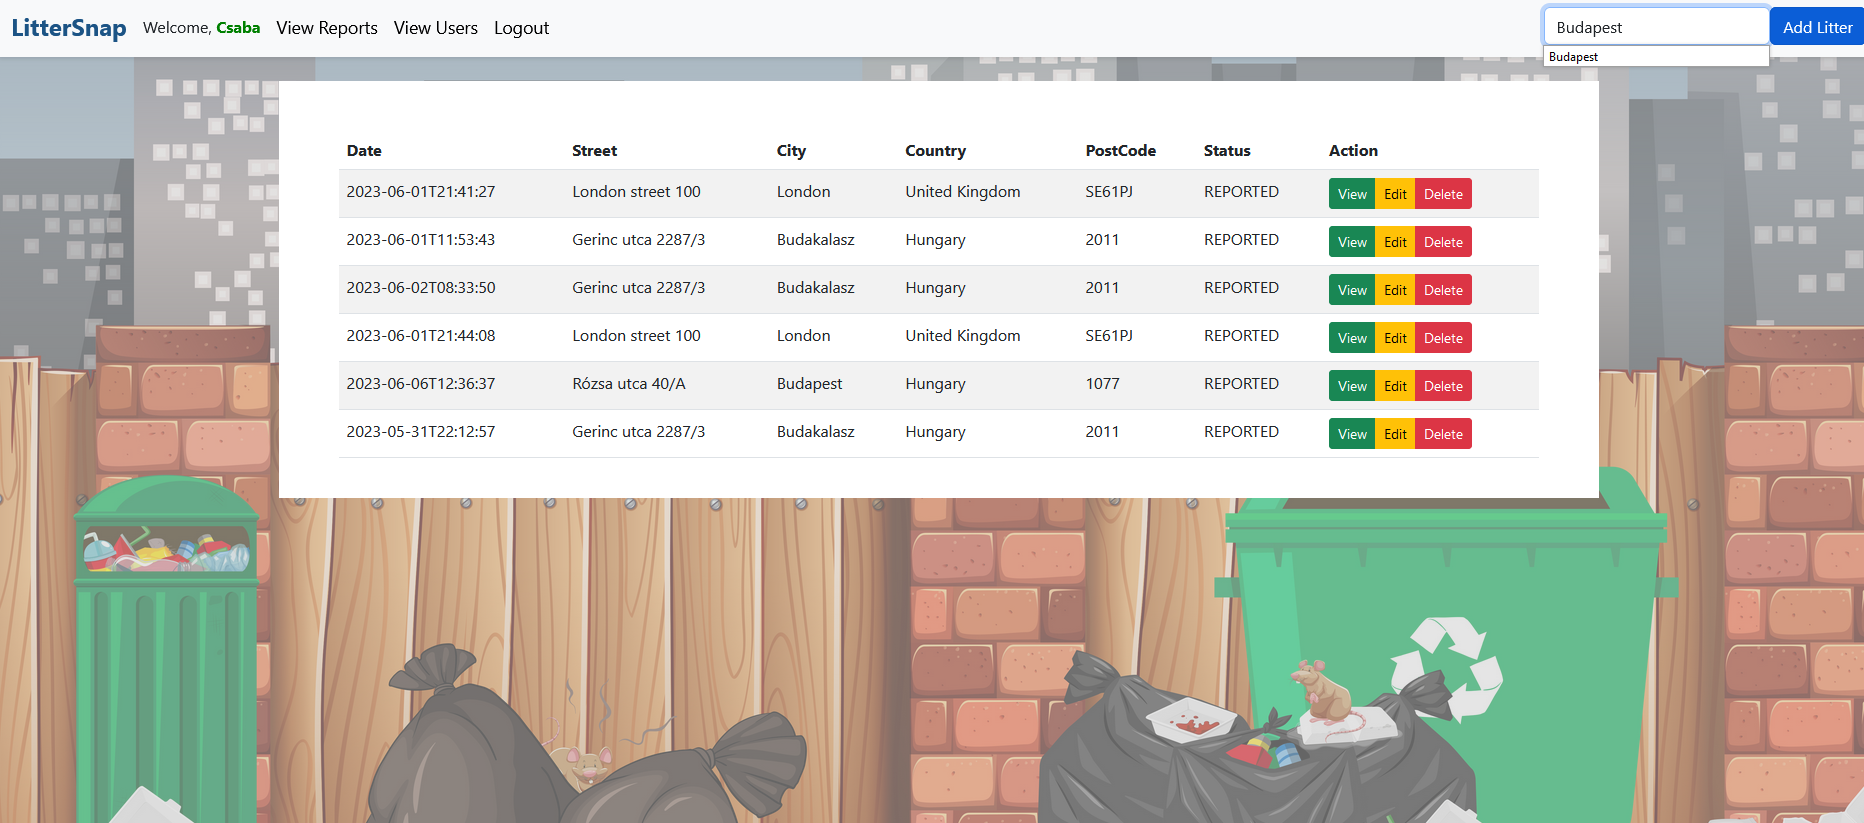 LitterSnap Welcome, Csaba View Reports View Users Logout Budapest Add Litter
Budapest
Date Street City Country PostCode Status Action
2023-06-01T21:41:27 London street 100 London United Kingdom SE61PJ REPORTED View Edit Delete
2023-06-01T11:53:43 Gerinc utca 2287/3 Budakalasz Hungary 2011 REPORTED View Edit Delete
2023-06-02T08:33:50 Gerinc utca 2287/3 Budakalasz Hungary 2011 REPORTED View Edit Delete
2023-06-01T21:44:08 London street 100 London United Kingdom SE61PJ REPORTED View Edit Delete
2023-06-06T12:36:37 Rózsa utca 40/A Budapest Hungary 1077 REPORTED View Edit Delete
2023-05-31T22:12:57 Gerinc utca 2287/3 Budakalasz Hungary 2011 REPORTED View Edit Delete